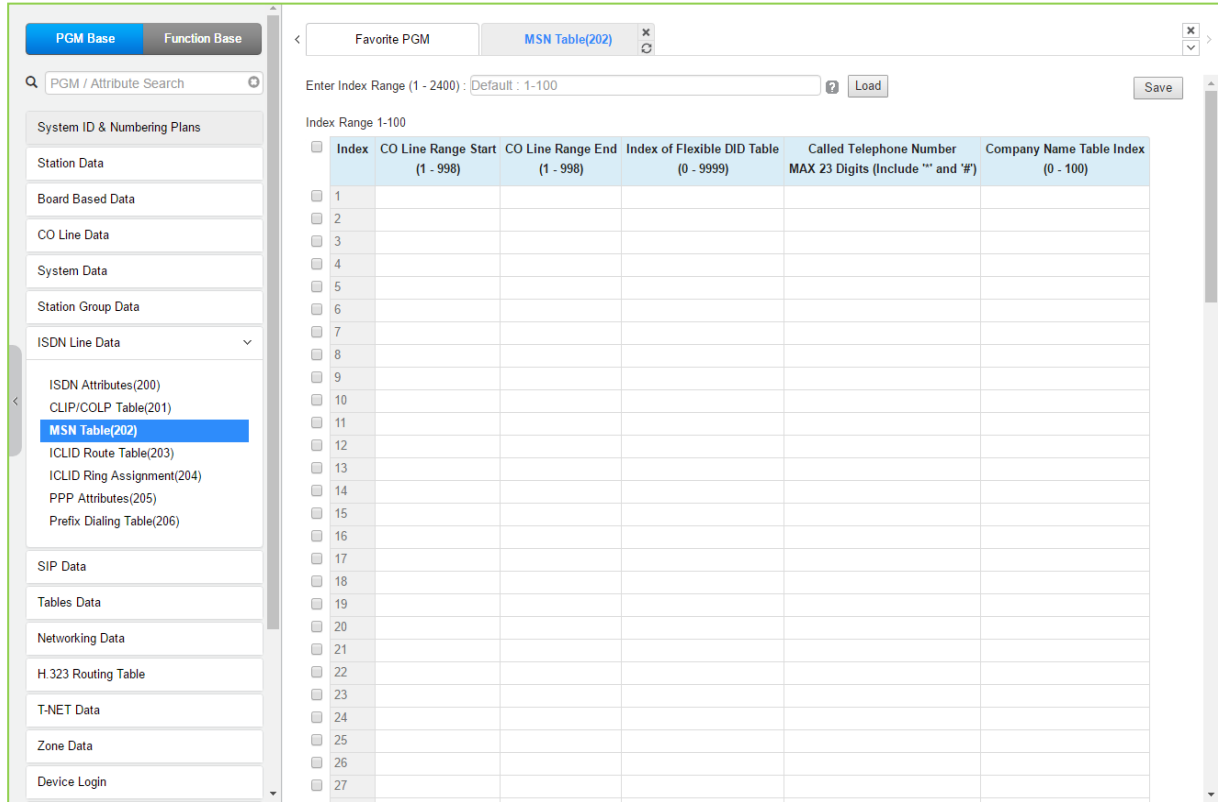 PGM Base Function Base
PGM / Attribute Search
System ID & Numbering Plans
Station Data
Board Based Data
CO Line Data
System Data
Station Group Data
ISDN Line Data
ISDN Attributes(200)
CLIP/COLP Table(201)
MSN Table(202)
ICLID Route Table(203)
ICLID Ring Assignment(204)
PPP Attributes(205)
Prefix Dialing Table(206)
SIP Data
Tables Data
Networking Data
H.323 Routing Table
T-NET Data
Zone Data
Device Login
Favorite PGM MSN Table(202)
Enter Index Range (1 - 2400) : Default : 1-100 Load Save
Index Range 1-100
Index CO Line Range Start CO Line Range End Index of Flexible DID Table Called Telephone Number Company Name Table Index
(1 - 998) (1 - 998) (0 - 9999) MAX 23 Digits (Include '*' and '#') (0 - 100)
1
2
3
4
5
6
7
8
9
10
11
12
13
14
15
16
17
18
19
20
21
22
23
24
25
26
27